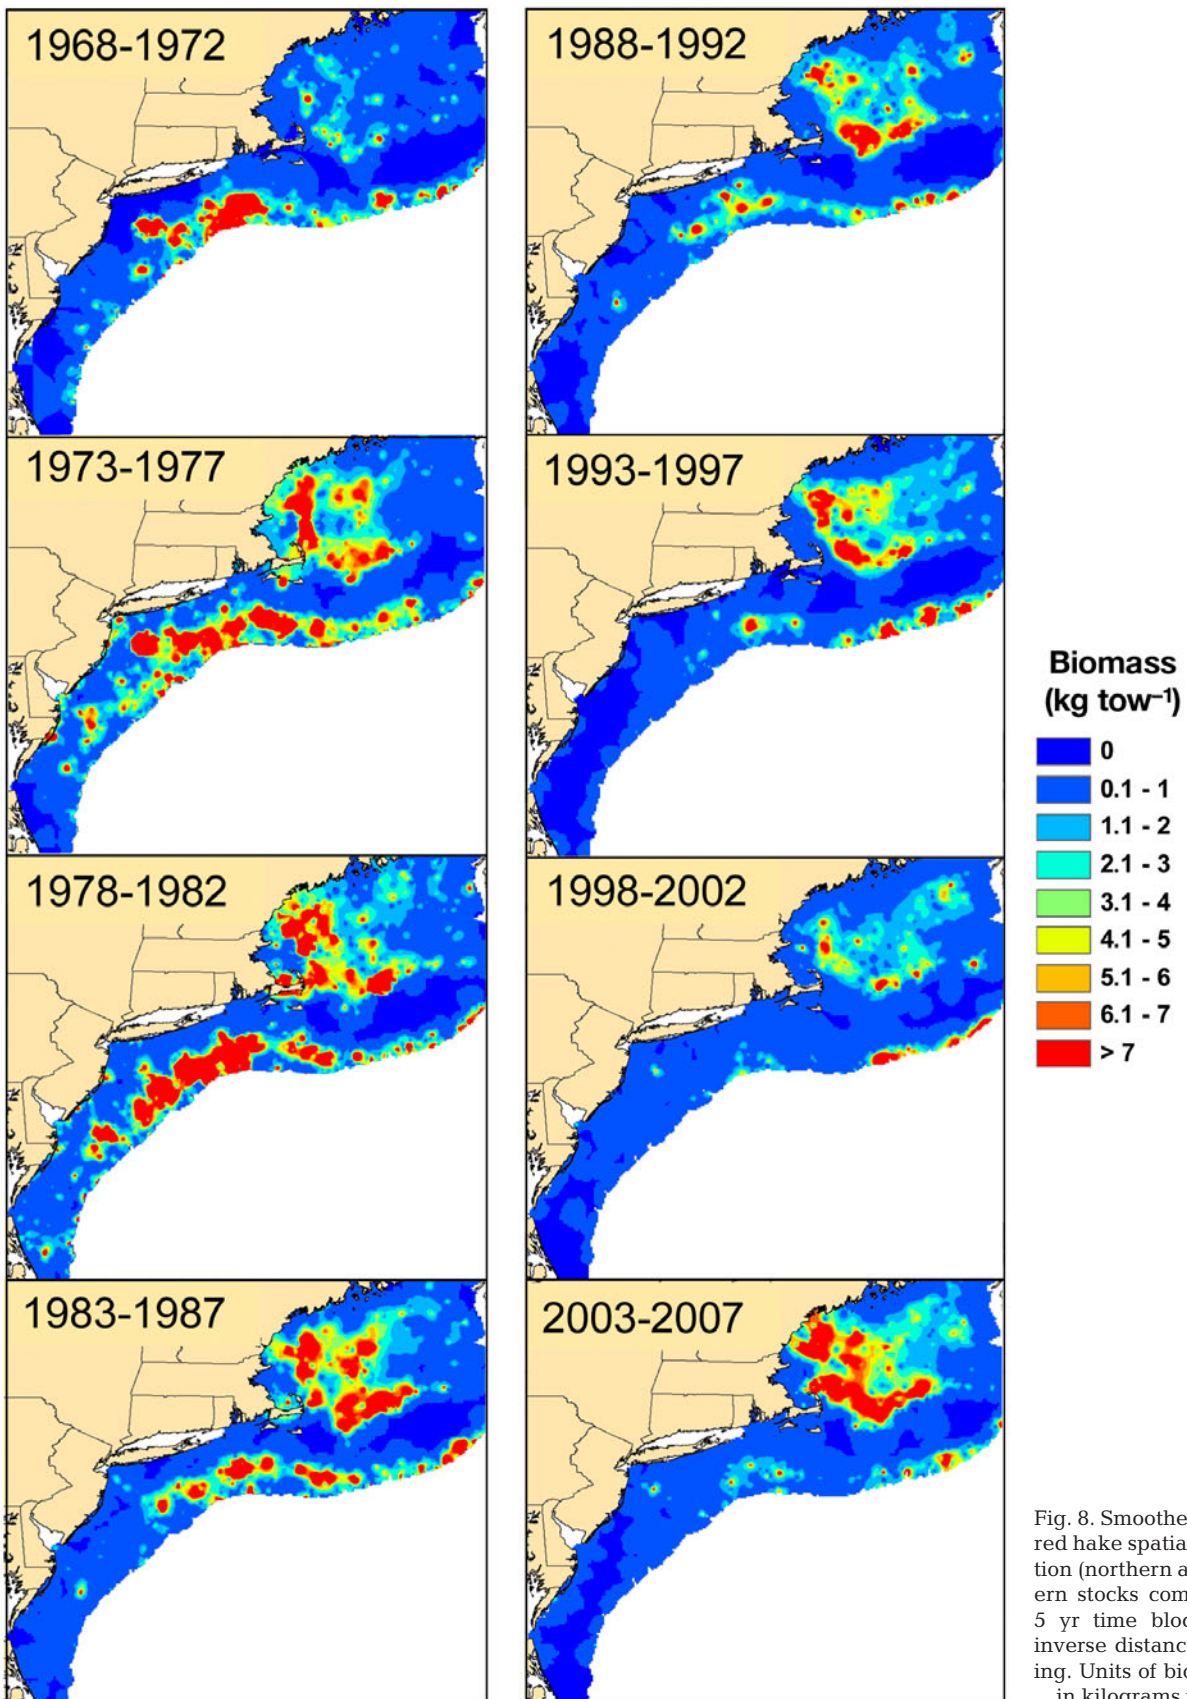 1968-1972
1988-1992
1973-1977
1993-1997
1978-1982
1998-2002
1983-1987
2003-2007
Biomass
(kg tow–1)
0
0.1 - 1
1.1 - 2
2.1 - 3
3.1 - 4
4.1 - 5
5.1 - 6
6.1 - 7
> 7
Fig. 8. Smoothe
red hake spatia
tion (northern a
ern stocks com
5 yr time bloc
inverse distanc
ing. Units of bio
in kilograms